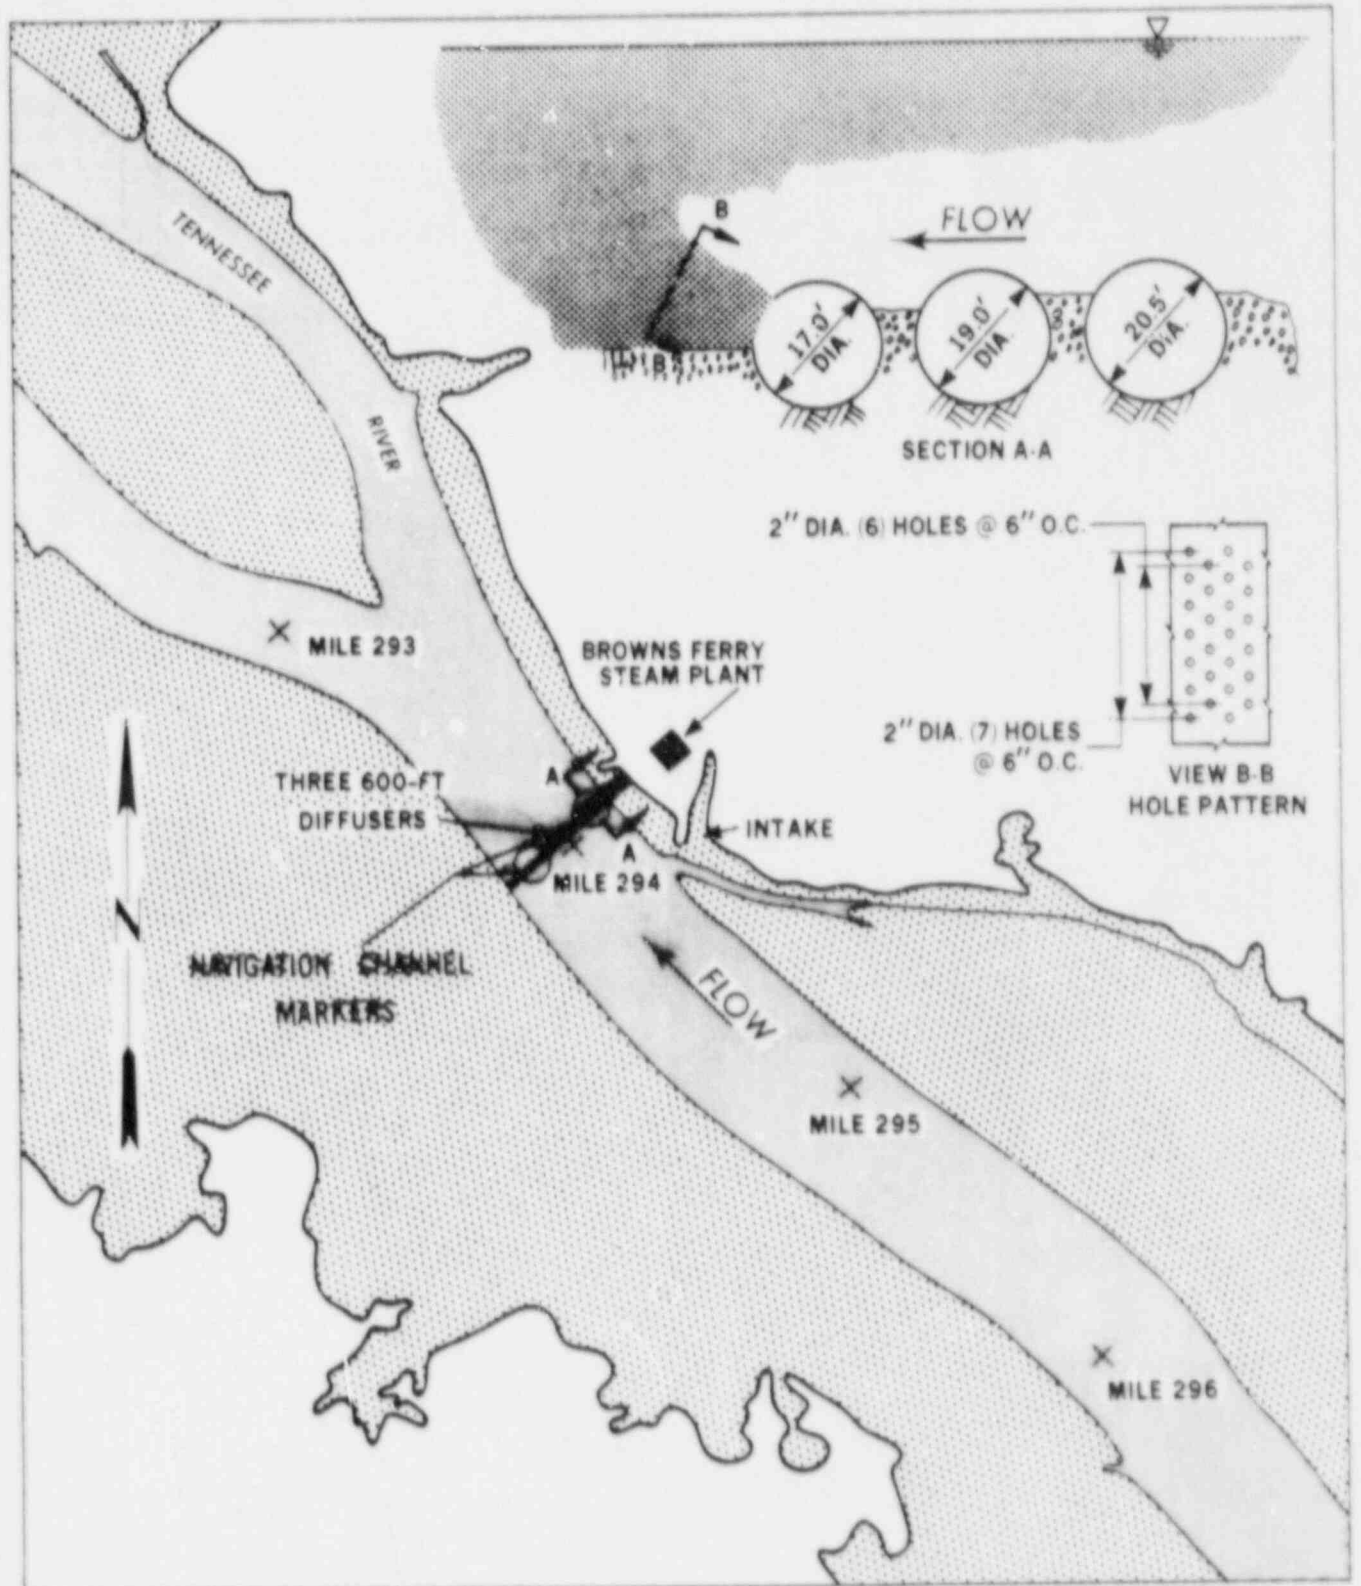 B
FLOW
TENNESSEE
RIVER
17.0'
DIA.
19.0'
DIA.
20.5'
DIA.
B
SECTION A-A
2" DIA. (6) HOLES @ 6" O.C.
2" DIA. (7) HOLES
@ 6" O.C.
VIEW B-B
HOLE PATTERN
MILE 293
BROWNS FERRY
STEAM PLANT
THREE 600-FT
DIFFUSERS
A
A
INTAKE
MILE 294
N
NAVIGATION CHANNEL
MARKERS
FLOW
MILE 295
MILE 296